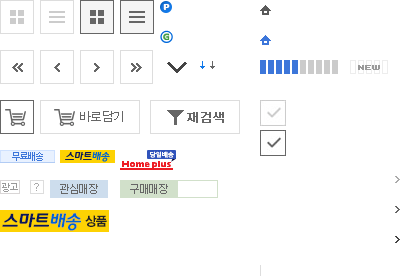 P
G
NEW
바로담기
재검색
무료배송
스마트배송
당일배송
Home plus
광고
?
관심매장
구매매장
스마트배송 상품